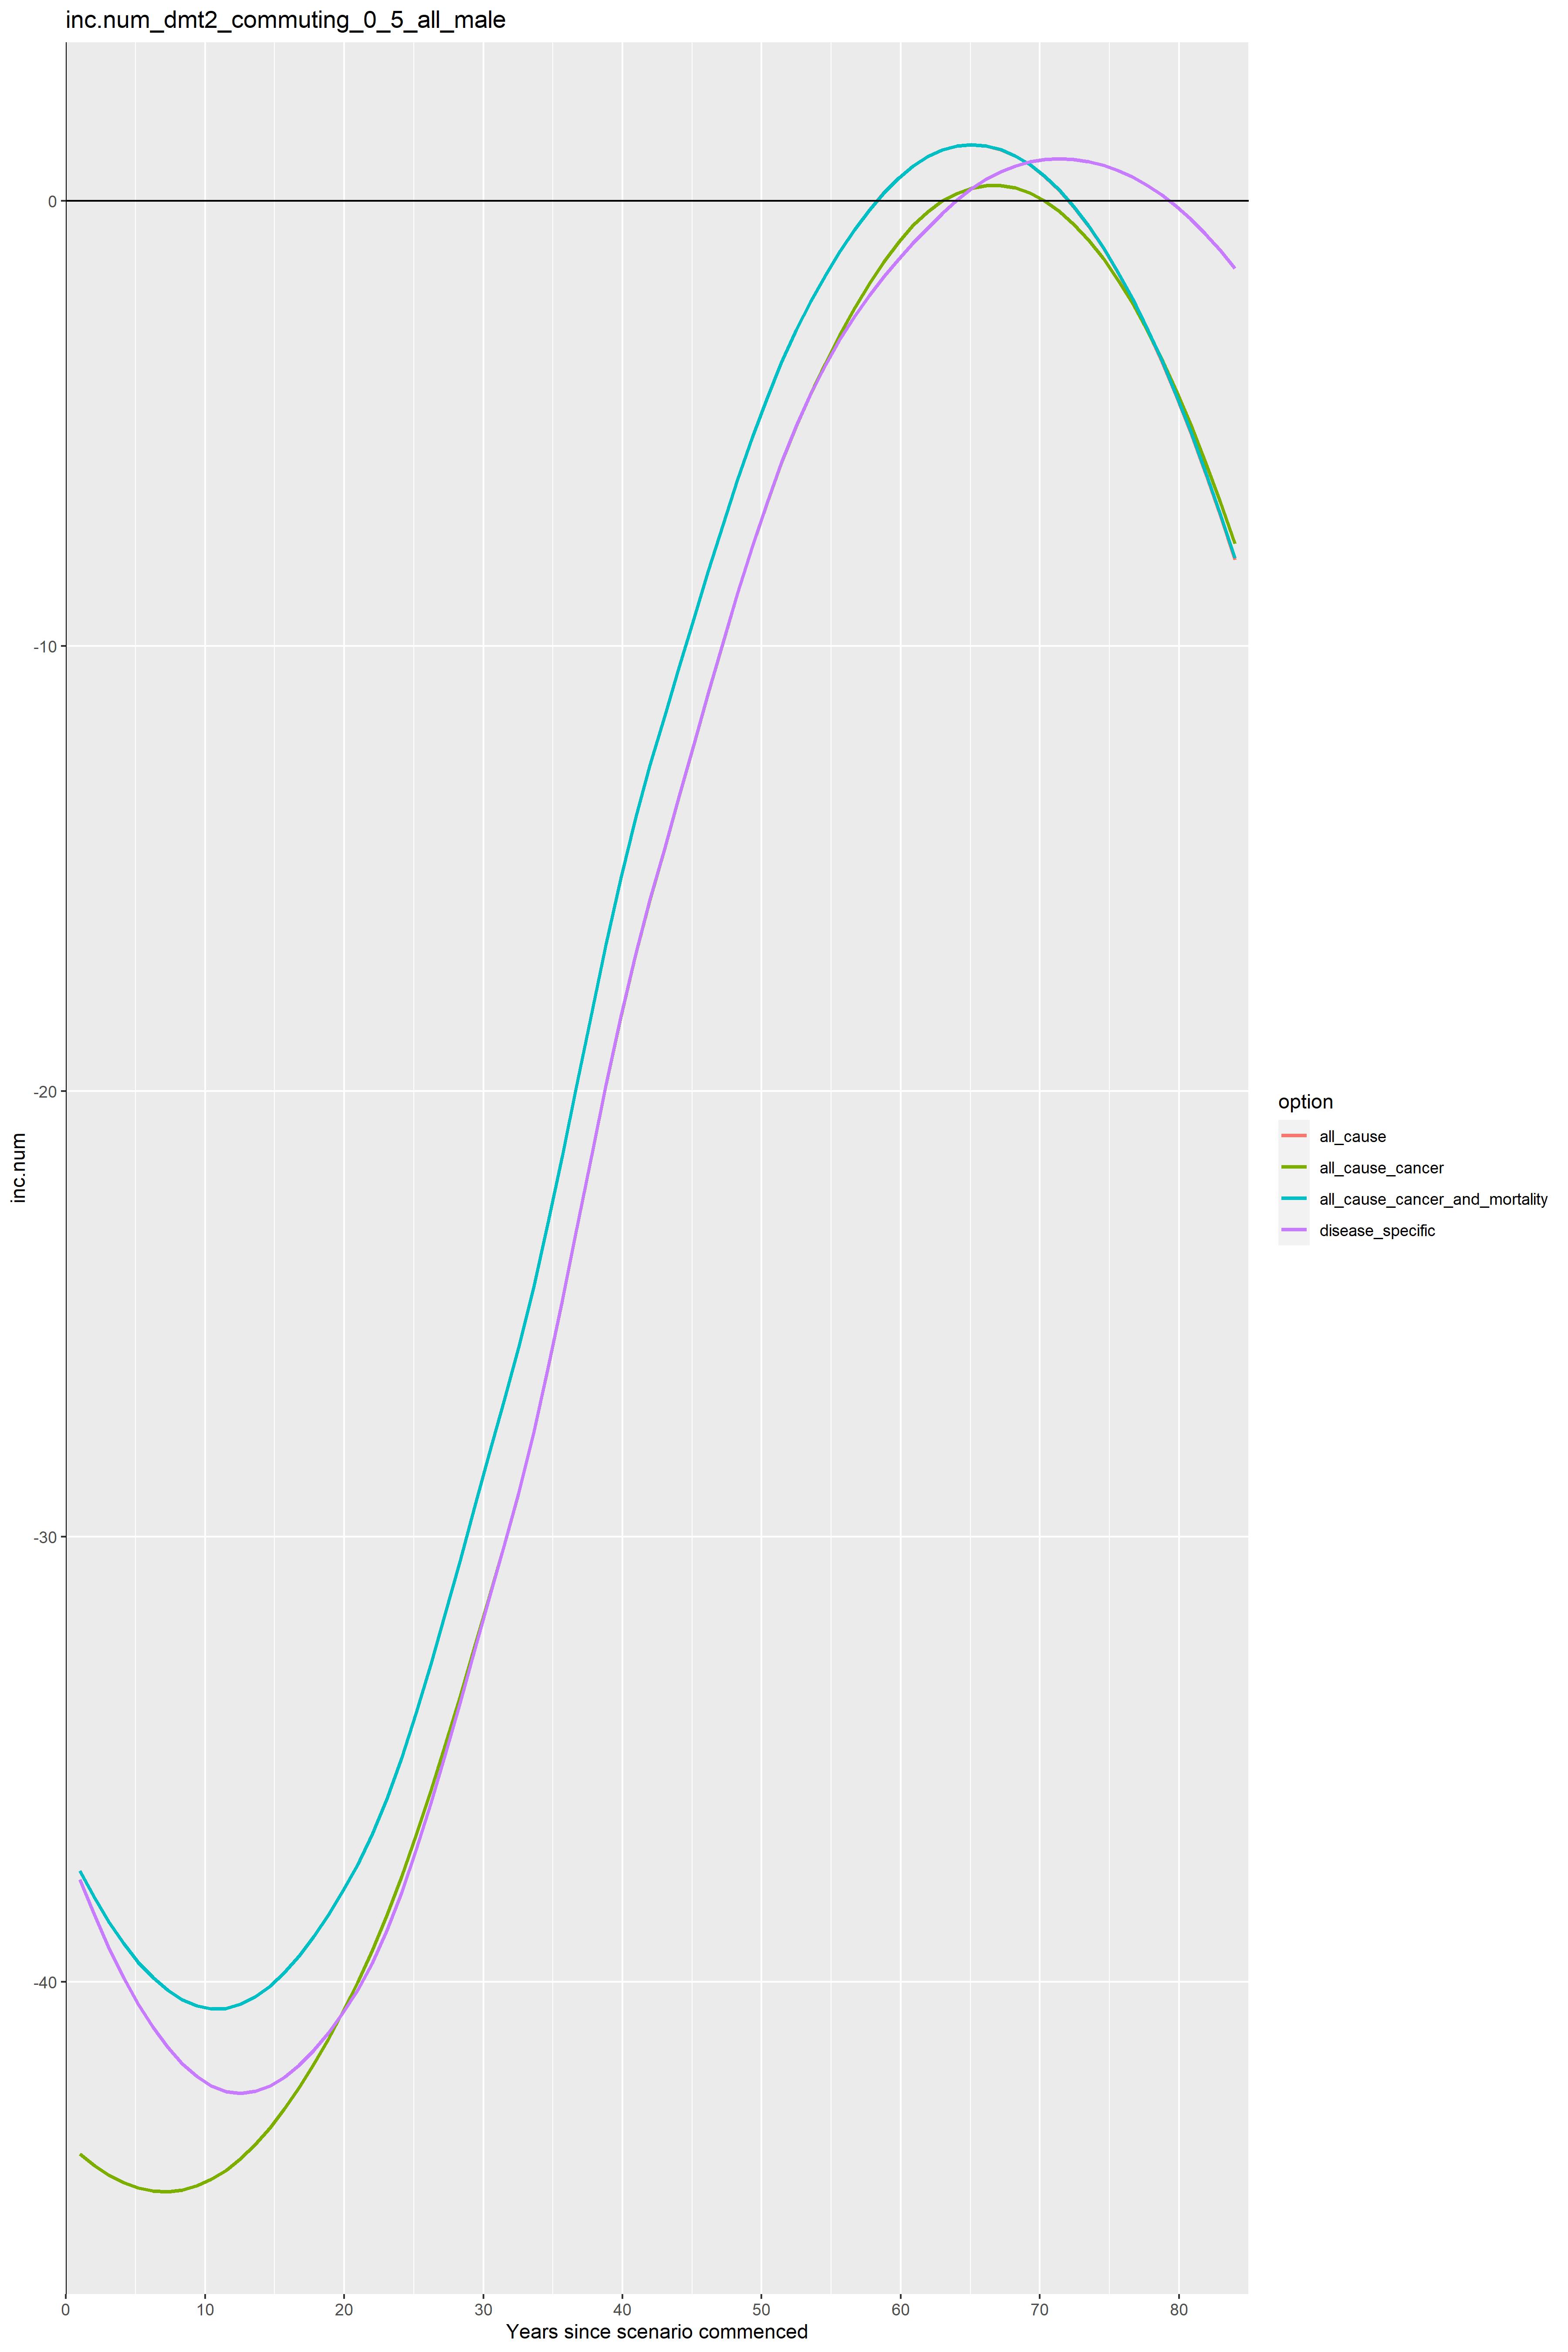 inc.num_dmt2_commuting_0_5_all_male
0
-10
-20
-30
-40
inc.num
0 10 20 30 40 50 60 70 80
Years since scenario commenced
option
all_cause
all_cause_cancer
all_cause_cancer_and_mortality
disease_specific